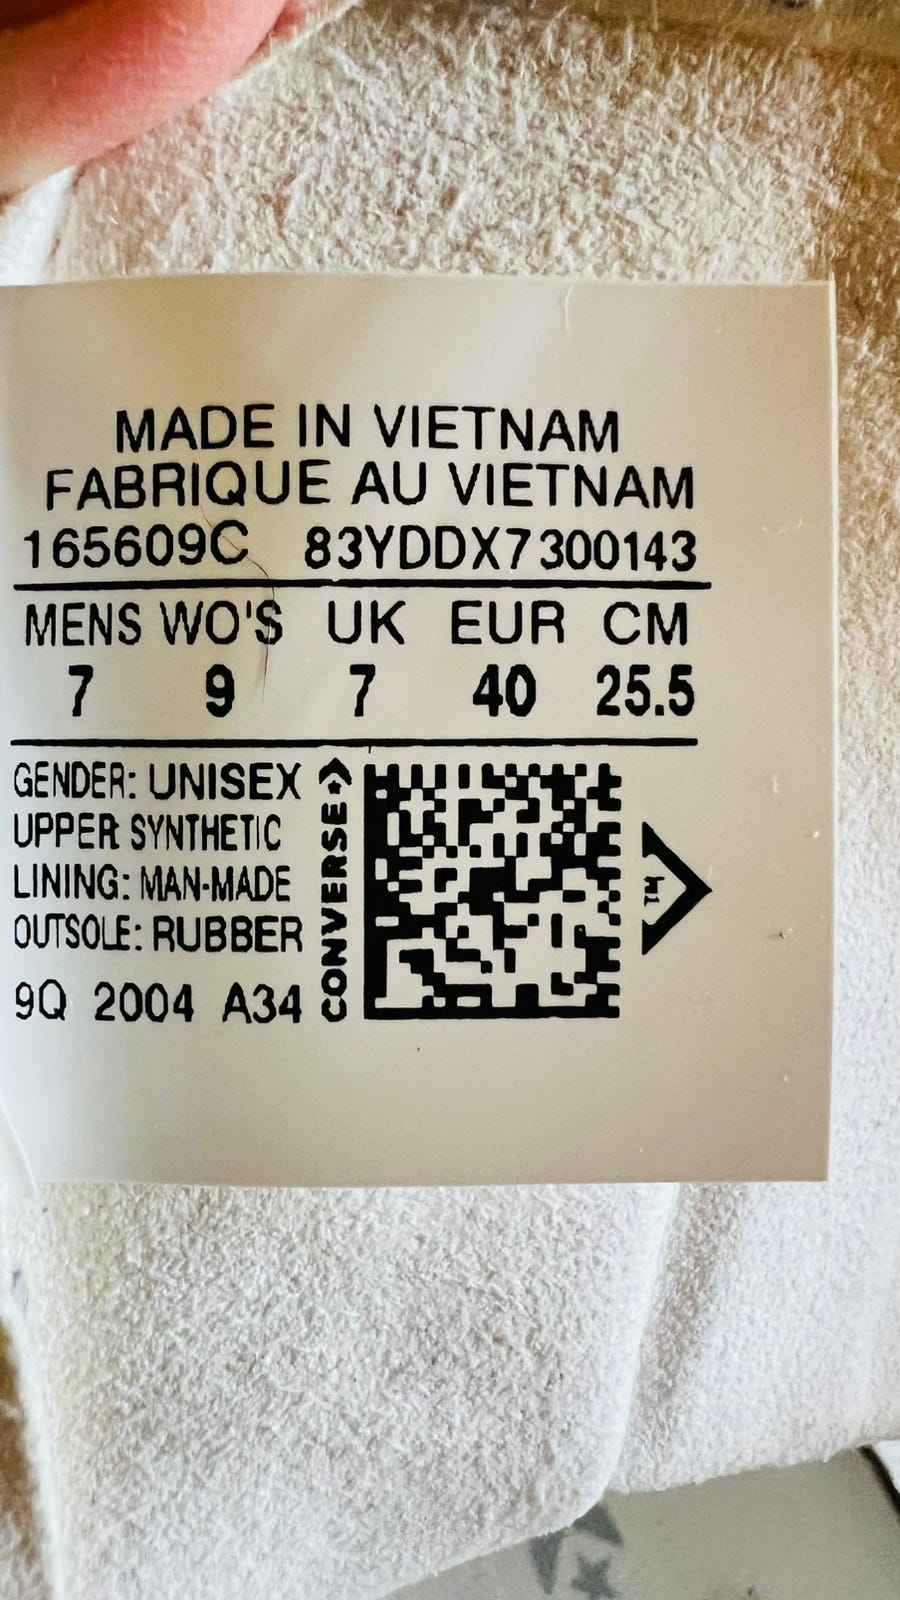 MADE IN VIETNAM
FABRIQUE AU VIETNAM
165609C 83YDDX7300143
MENS WO'S UK EUR CM
7 9 7 40 25.5
GENDER: UNISEX
UPPER: SYNTHETIC
LINING: MAN-MADE
OUTSOLE: RUBBER
9Q 2004 A34
CONVERSE